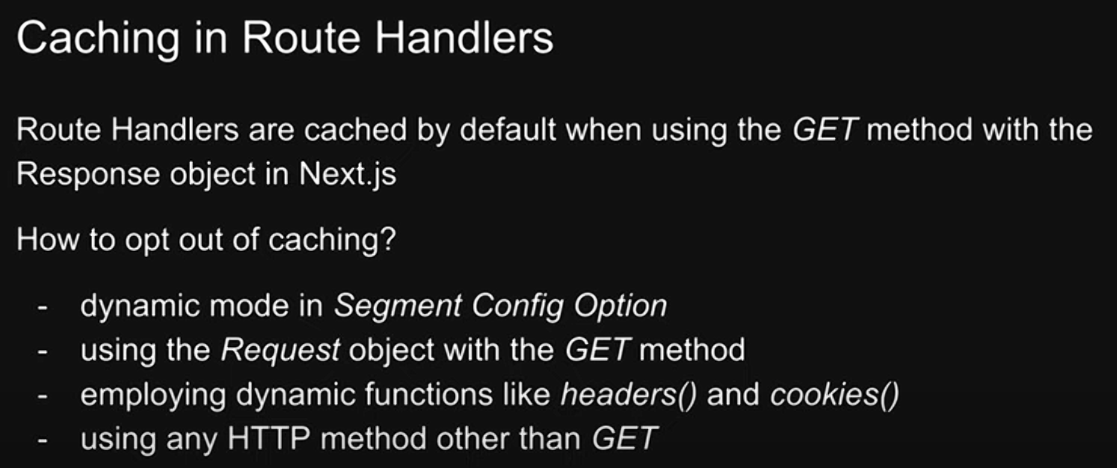 Caching in Route Handlers
Route Handlers are cached by default when using the GET method with the
Response object in Next.js
How to opt out of caching?
- dynamic mode in Segment Config Option
- using the Request object with the GET method
- employing dynamic functions like headers() and cookies()
- using any HTTP method other than GET